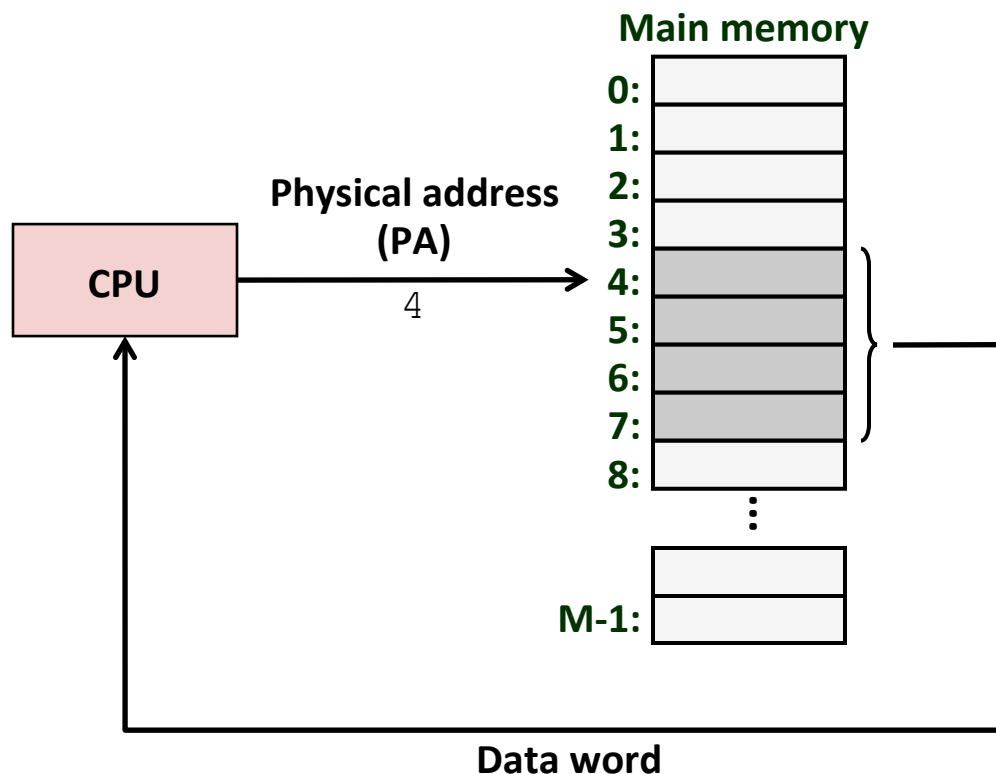 Main memory
0:
1:
2:
3:
4:
5:
6:
7:
8:
...
M-1:
Physical address
(PA)
4
CPU
Data word